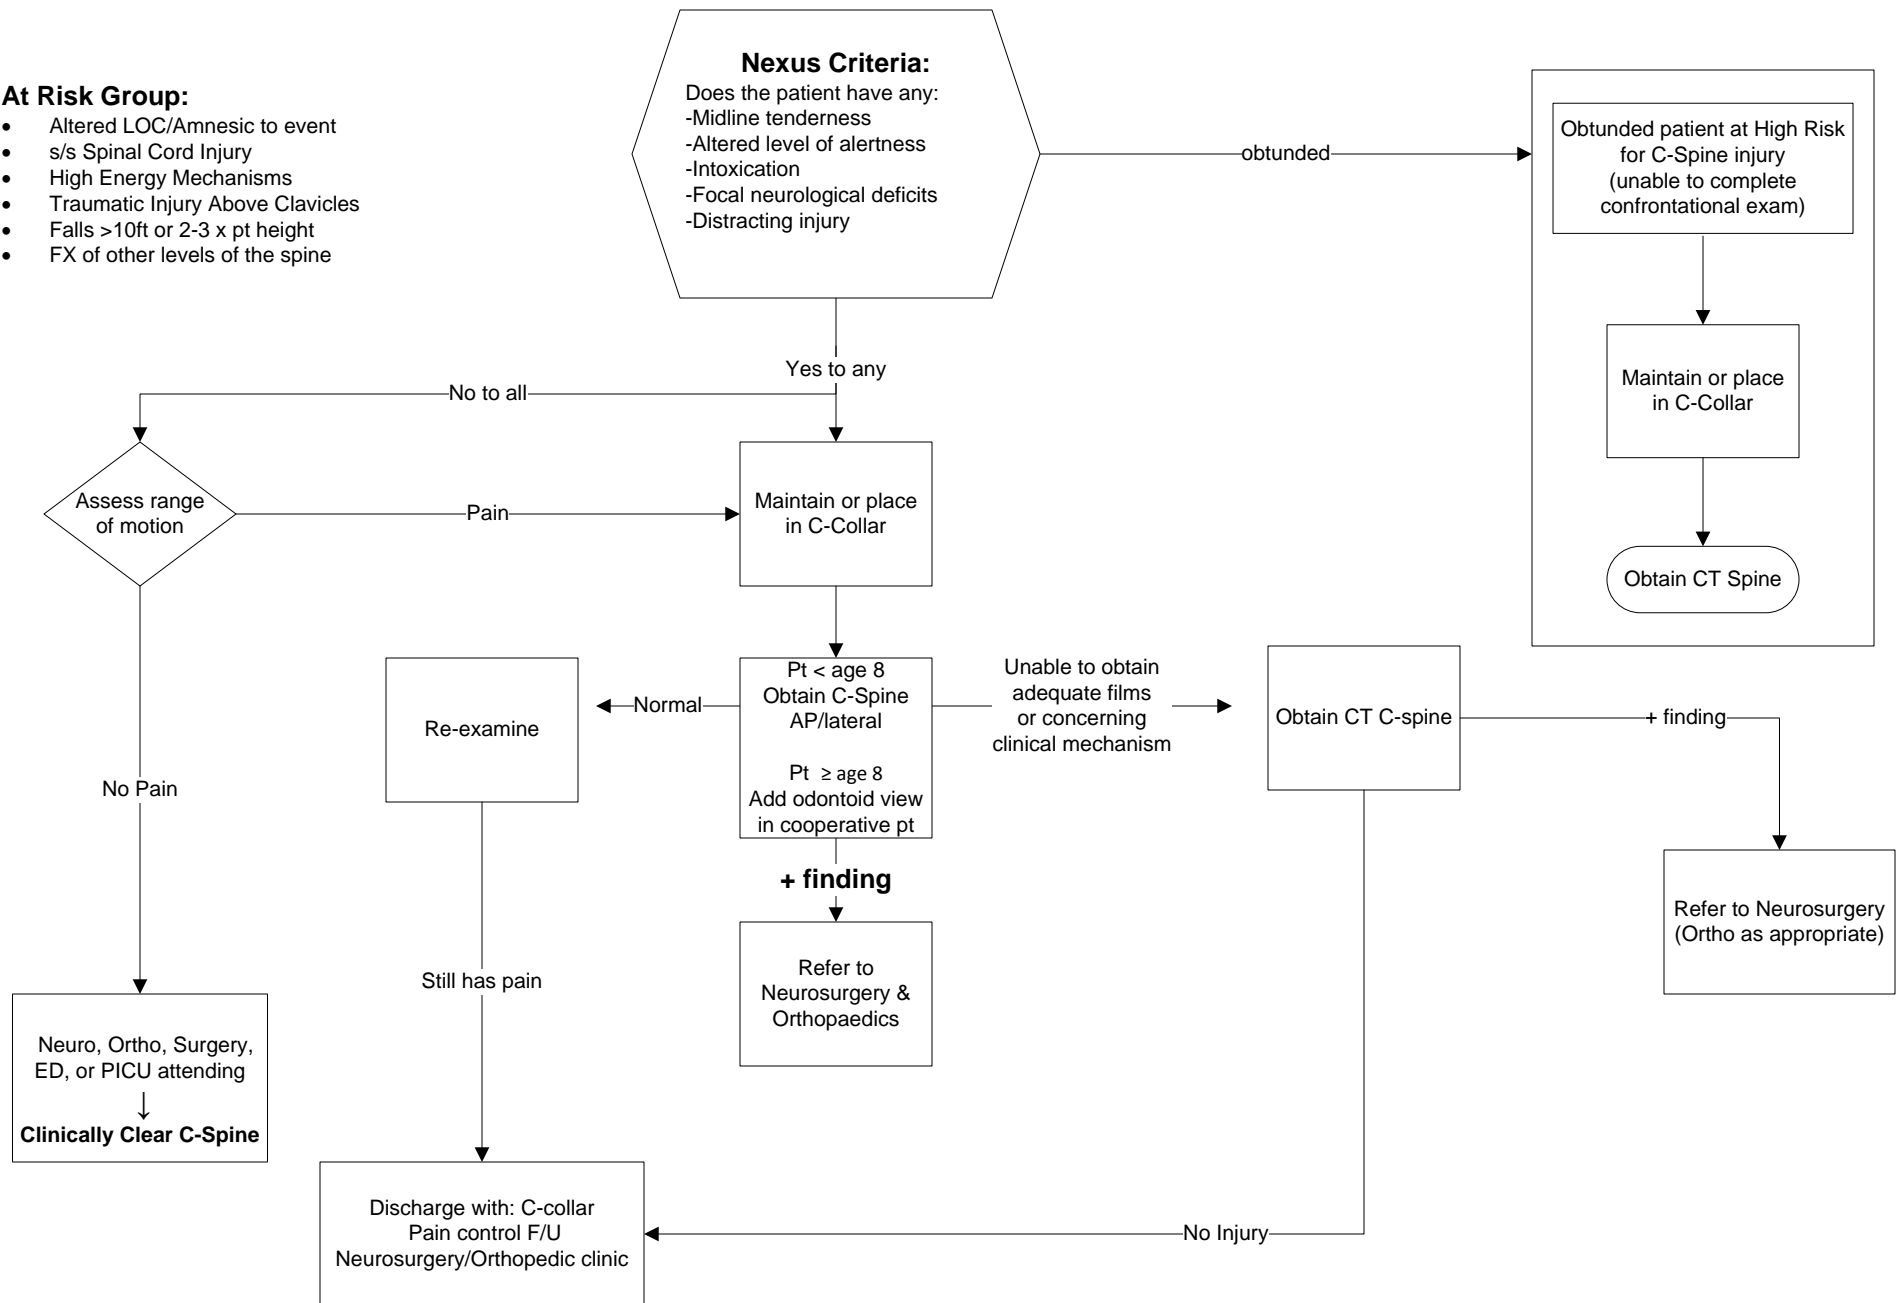 At Risk Group:
• Altered LOC/Amnesic to event
• s/s Spinal Cord Injury
• High Energy Mechanisms
• Traumatic Injury Above Clavicles
• Falls >10ft or 2-3 x pt height
• FX of other levels of the spine
Nexus Criteria:
Does the patient have any:
-Midline tenderness
-Altered level of alertness
-Intoxication
-Focal neurological deficits
-Distracting injury
obtunded
Obtunded patient at High Risk
for C-Spine injury
(unable to complete
confrontational exam)
Maintain or place
in C-Collar
Obtain CT Spine
Yes to any
No to all
Assess range
of motion
Pain
Maintain or place
in C-Collar
Re-examine
Normal
Pt < age 8
Obtain C-Spine
AP/lateral
Pt ≥ age 8
Add odontoid view
in cooperative pt
Unable to obtain
adequate films
or concerning
clinical mechanism
Obtain CT C-spine
+ finding
No Pain
+ finding
Refer to
Neurosurgery &
Orthopaedics
Refer to Neurosurgery
(Ortho as appropriate)
Still has pain
Neuro, Ortho, Surgery,
ED, or PICU attending
↓
Clinically Clear C-Spine
Discharge with: C-collar
Pain control F/U
Neurosurgery/Orthopedic clinic
No Injury